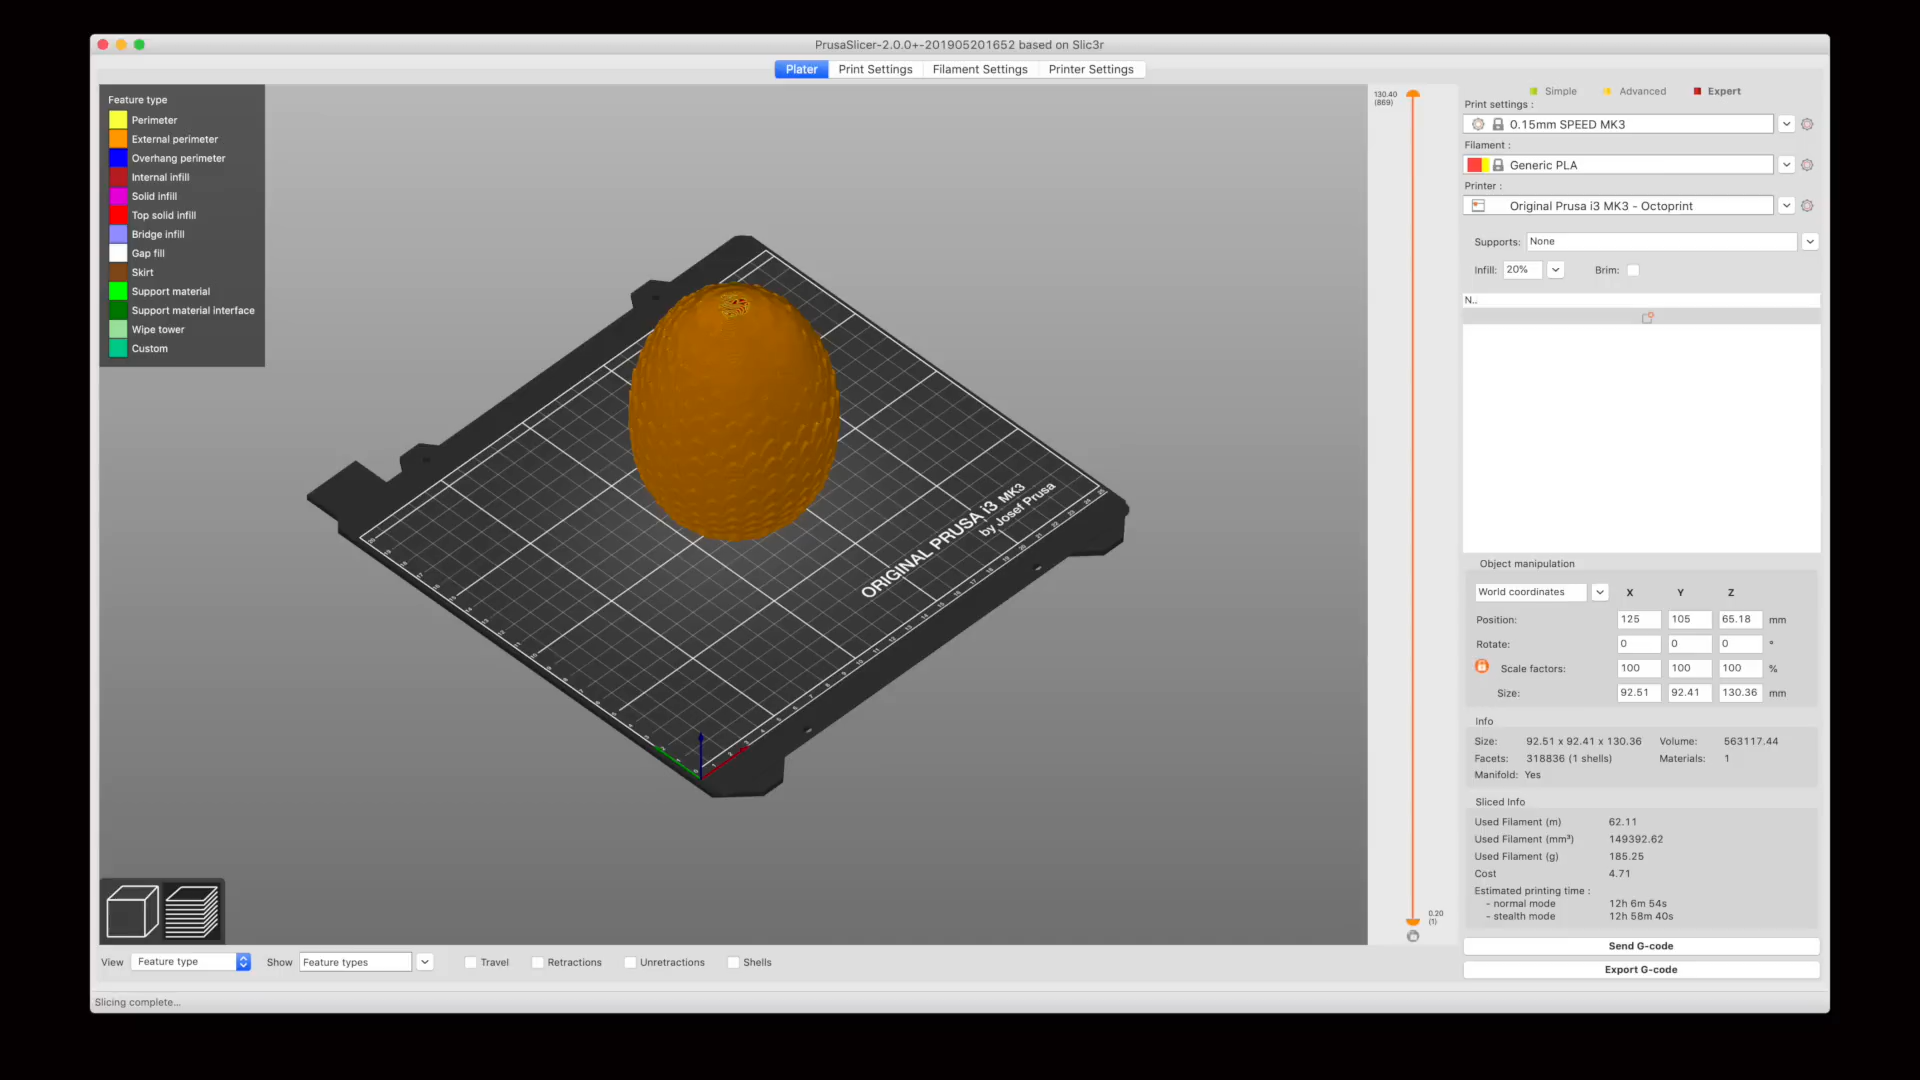 PrusaSlicer-2.0.0+-201905201652 based on Slic3r
Plater Print Settings Filament Settings Printer Settings
Feature type
Perimeter
External perimeter
Overhang perimeter
Internal infill
Solid infill
Top solid infill
Bridge infill
Gap fill
Skirt
Support material
Support material interface
Wipe tower
Custom
ORIGINAL PRUSA i3 MK3
by Josef Prusa
130.40
(869)
0.20
(1)
Simple Advanced Expert
Print settings :
0.15mm SPEED MK3
Filament :
Generic PLA
Printer :
Original Prusa i3 MK3 - Octoprint
Supports: None
Infill: 20% Brim:
N..
Object manipulation
World coordinates X Y Z
Position: 125 105 65.18 mm
Rotate: 0 0 0 °
Scale factors: 100 100 100 %
Size: 92.51 92.41 130.36 mm
Info
Size: 92.51 x 92.41 x 130.36 Volume: 563117.44
Facets: 318836 (1 shells) Materials: 1
Manifold: Yes
Sliced Info
Used Filament (m) 62.11
Used Filament (mm³) 149392.62
Used Filament (g) 185.25
Cost 4.71
Estimated printing time :
- normal mode 12h 6m 54s
- stealth mode 12h 58m 40s
Send G-code
Export G-code
View Feature type Show Feature types Travel Retractions Unretractions Shells
Slicing complete...